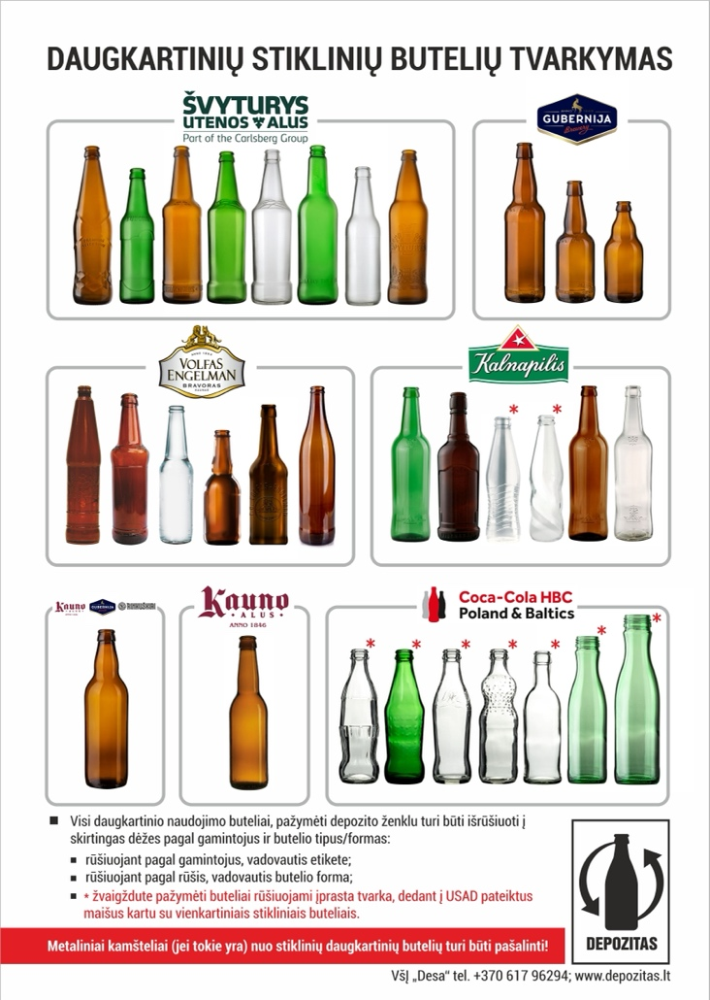 DAUGKARTINIŲ STIKLINIŲ BUTELIŲ TVARKYMAS
ŠVYTURYS
UTENOS ALUS
Part of the Carlsberg Group
GUBERNIJA
Brewery
VOLFAS
ENGELMAN
BRAVORAS
Kalnapilis
*
*
Kauno
GUBERNIJA
Kauno
ALUS
ANNO 1846
Coca-Cola HBC
Poland & Baltics
*
*
*
*
*
*
*
Visi daugkartinio naudojimo buteliai, pažymėti depozito ženklu turi būti išrūšiuoti į
skirtingas dėžes pagal gamintojus ir butelio tipus/formas:
rūšiuojant pagal gamintojus, vadovautis etikete;
rūšiuojant pagal rūšis, vadovautis butelio forma;
* žvaigždute pažymėti buteliai rūšiuojami įprasta tvarka, dedant į USAD pateiktus
maišus kartu su vienkartiniais stikliniais buteliais.
Metaliniai kamšteliai (jei tokie yra) nuo stiklinių daugkartinių butelių turi būti pašalinti!
DEPOZITAS
VšĮ „Desa“ tel. +370 617 96294; www.depozitas.lt